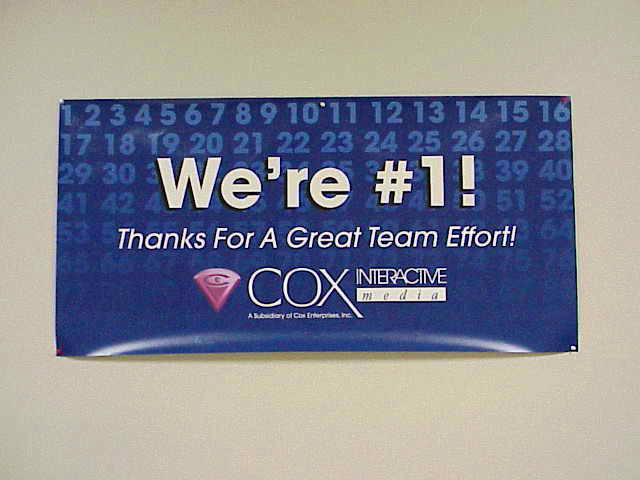 1 2 3 4 5 6 7 8 9 10 11 12 13 14 15 16
17 18 19 20 21 22 23 24 25 26 27 28
29 30 39 40
We're #1!
41 42 51 52
Thanks For A Great Team Effort!
COX INTERACTIVE
media
A Subsidiary of Cox Enterprises, Inc.